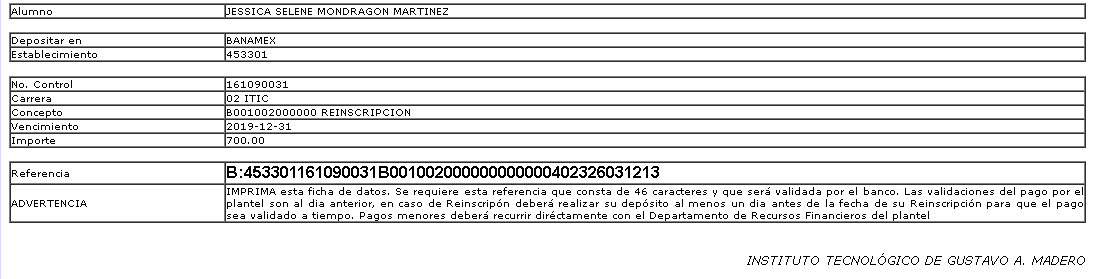 Alumno JESSICA SELENE MONDRAGON MARTINEZ
Depositar en BANAMEX
Establecimiento 453301
No. Control 161090031
Carrera 02 ITIC
Concepto B001002000000 REINSCRIPCION
Vencimiento 2019-12-31
Importe 700.00
Referencia B:453301161090031B00100200000000000402326031213
ADVERTENCIA IMPRIMA esta ficha de datos. Se requiere esta referencia que consta de 46 caracteres y que será validada por el banco. Las validaciones del pago por el
plantel son al dia anterior, en caso de Reinscripón deberá realizar su depósito al menos un dia antes de la fecha de su Reinscripción para que el pago
sea validado a tiempo. Pagos menores deberá recurrir diréctamente con el Departamento de Recursos Financieros del plantel
INSTITUTO TECNOLÓGICO DE GUSTAVO A. MADERO